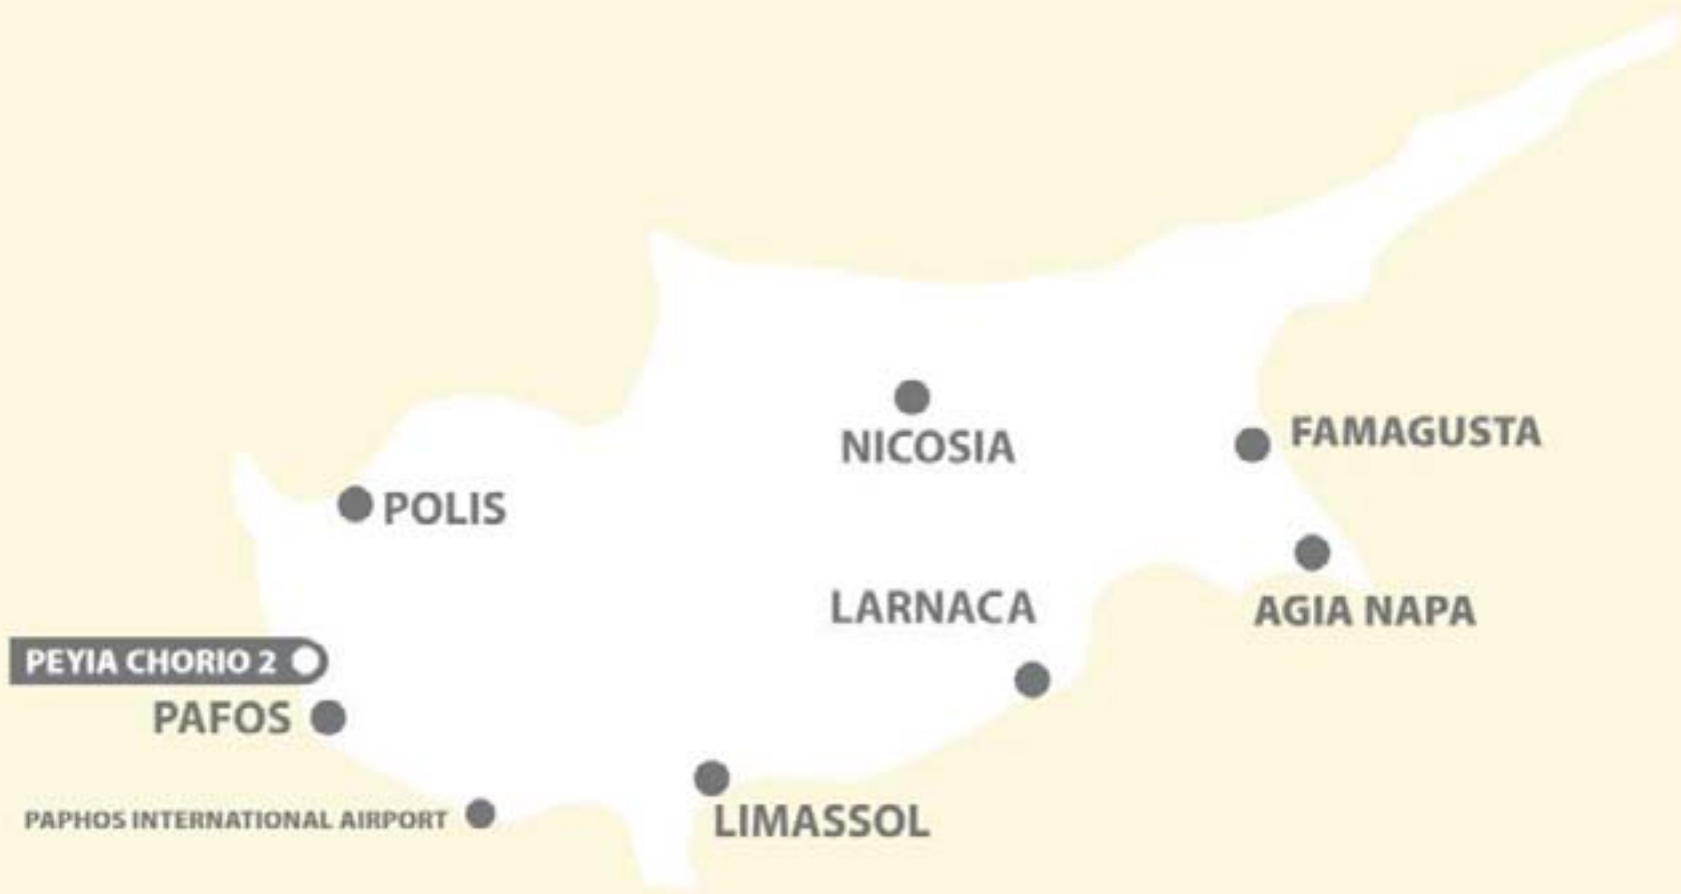 NICOSIA
FAMAGUSTA
POLIS
AGIA NAPA
LARNACA
PEYIA CHORIO 2
PAFOS
PAPHOS INTERNATIONAL AIRPORT
LIMASSOL